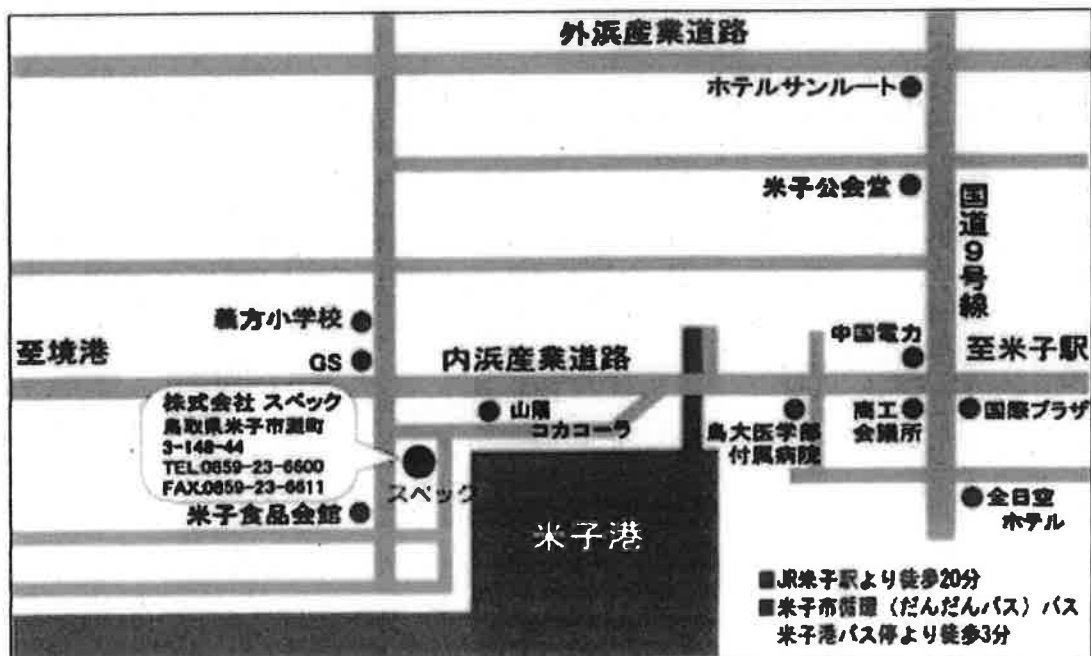 外浜産業道路
ホテルサンルート
米子公会堂
国道9号線
義方小学校
中国電力
至境港
GS
内浜産業道路
至米子駅
株式会社 スペック
鳥取県米子市灘町
3-148-44
TEL.0859-23-6600
FAX.0859-23-6611
山陽
コカコーラ
鳥大医学部
付属病院
商工
会議所
国際プラザ
スペック
米子食品会館
全日空
ホテル
米子港
■JR米子駅より徒歩20分
■米子市循環（だんだんバス）バス
米子港バス停より徒歩3分